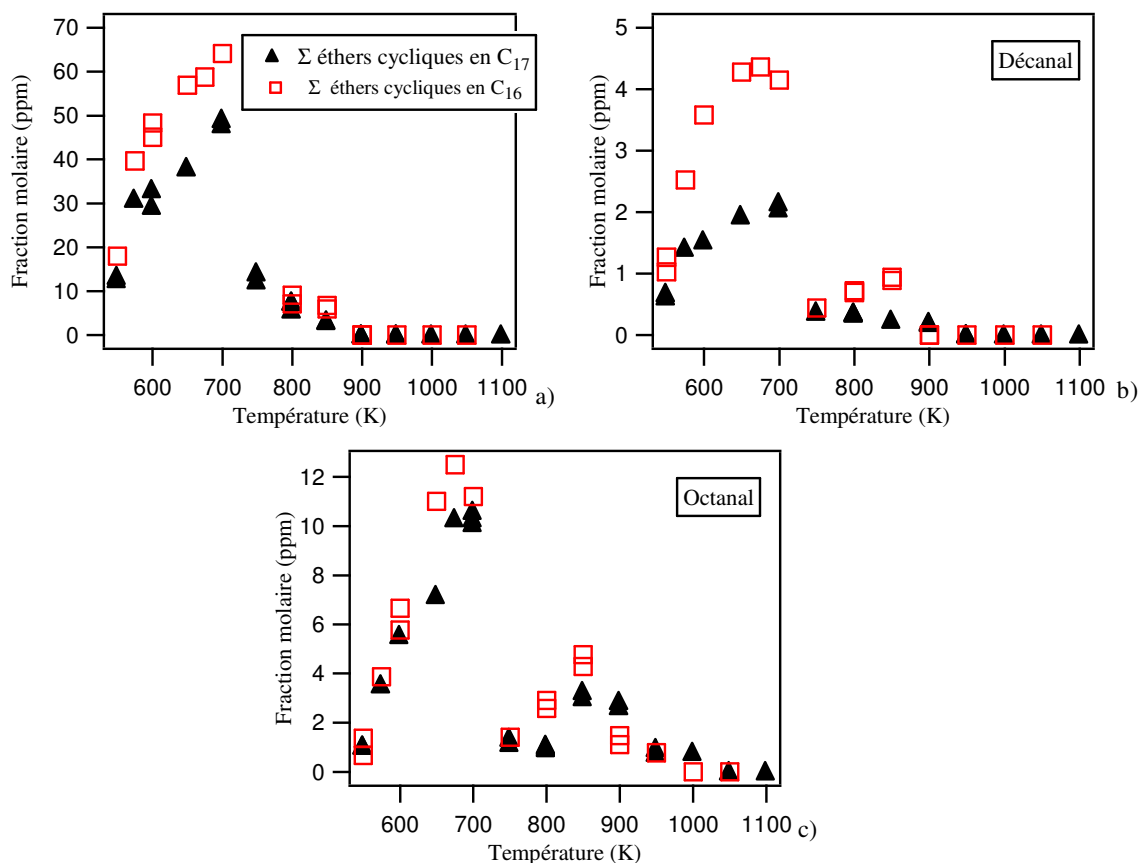 70
60
50
40
30
20
10
0
Fraction molaire (ppm)
Σ éthers cycliques en C17
Σ éthers cycliques en C16
600 700 800 900 1000 1100
Température (K)
a)
5
4
3
2
1
0
Fraction molaire (ppm)
Décanal
600 700 800 900 1000 1100
Température (K)
b)
12
10
8
6
4
2
0
Fraction molaire (ppm)
Octanal
600 700 800 900 1000 1100
Température (K)
c)